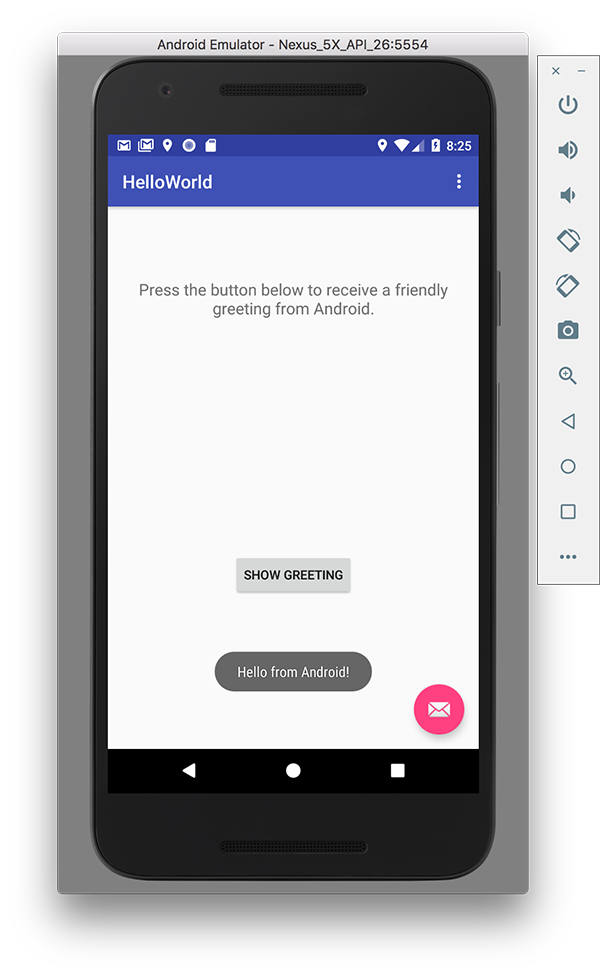 Android Emulator - Nexus_5X_API_26:5554
8:25
HelloWorld
Press the button below to receive a friendly
greeting from Android.
SHOW GREETING
Hello from Android!